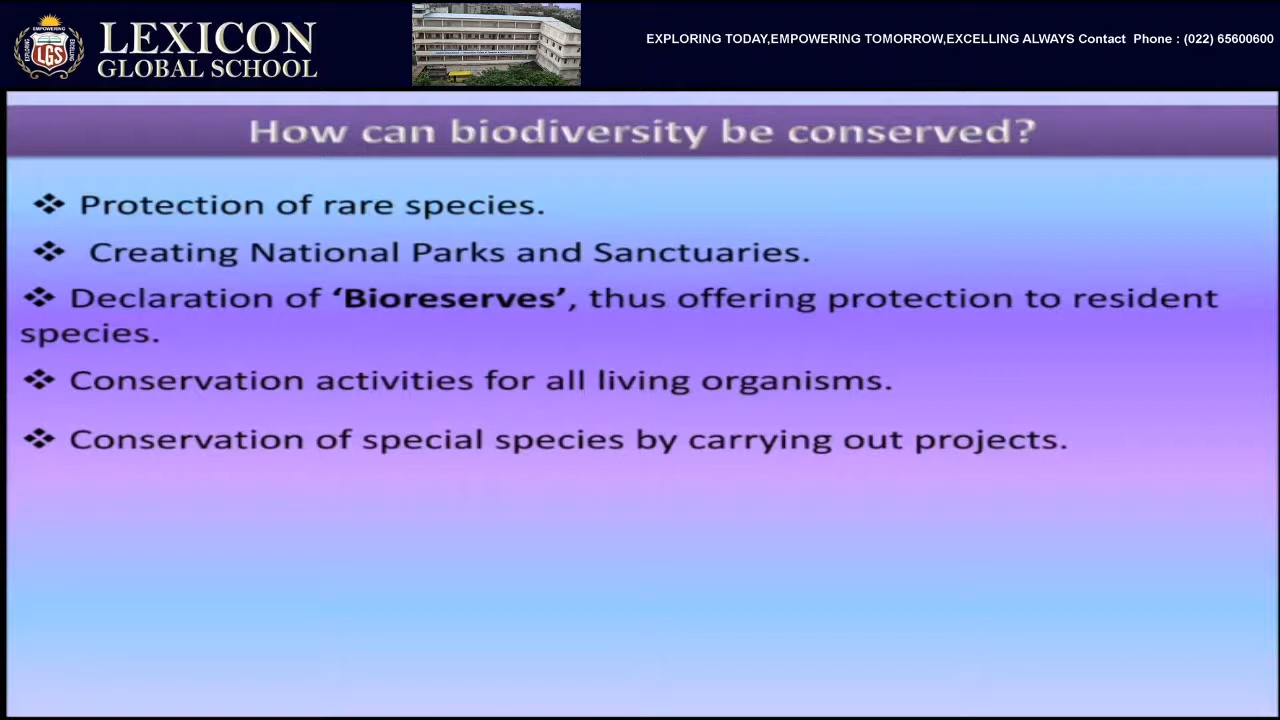 EMPOWERING
LGS
LEXICON
GLOBAL SCHOOL
EXPLORING TODAY,EMPOWERING TOMORROW,EXCELLING ALWAYS Contact Phone : (022) 65600600
How can biodiversity be conserved?
❖ Protection of rare species.
❖ Creating National Parks and Sanctuaries.
❖ Declaration of ‘Bioreserves’, thus offering protection to resident
species.
❖ Conservation activities for all living organisms.
❖ Conservation of special species by carrying out projects.